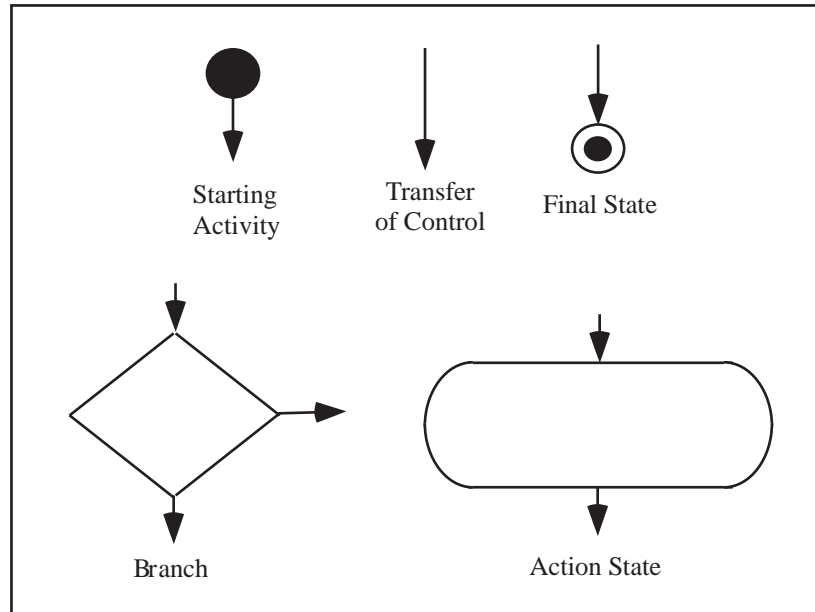 Starting
Activity
Transfer
of Control
Final State
Branch
Action State